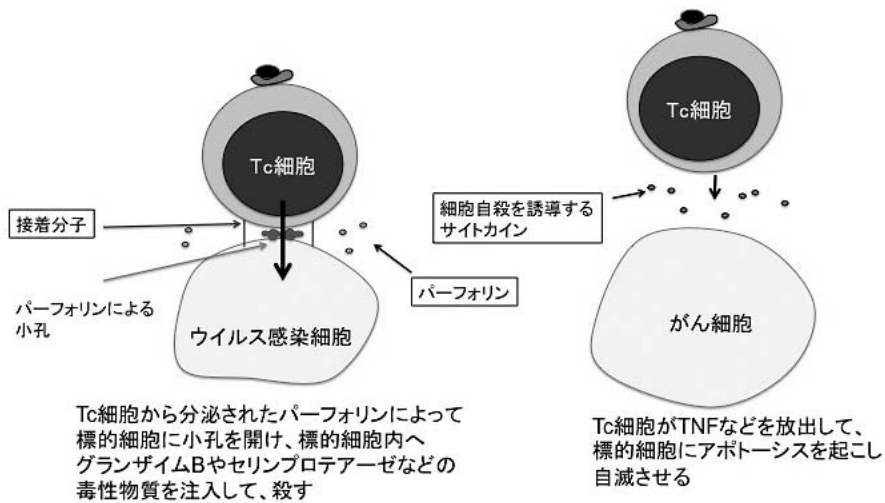 Tc細胞
接着分子
パーフォリンによる
小孔
パーフォリン
ウイルス感染細胞
Tc細胞から分泌されたパーフォリンによって
標的細胞に小孔を開け、標的細胞内へ
グランザイムBやセリンプロテアーゼなどの
毒性物質を注入して、殺す
Tc細胞
細胞自殺を誘導する
サイトカイン
がん細胞
Tc細胞がTNFなどを放出して、
標的細胞にアポトーシスを起こし
自滅させる